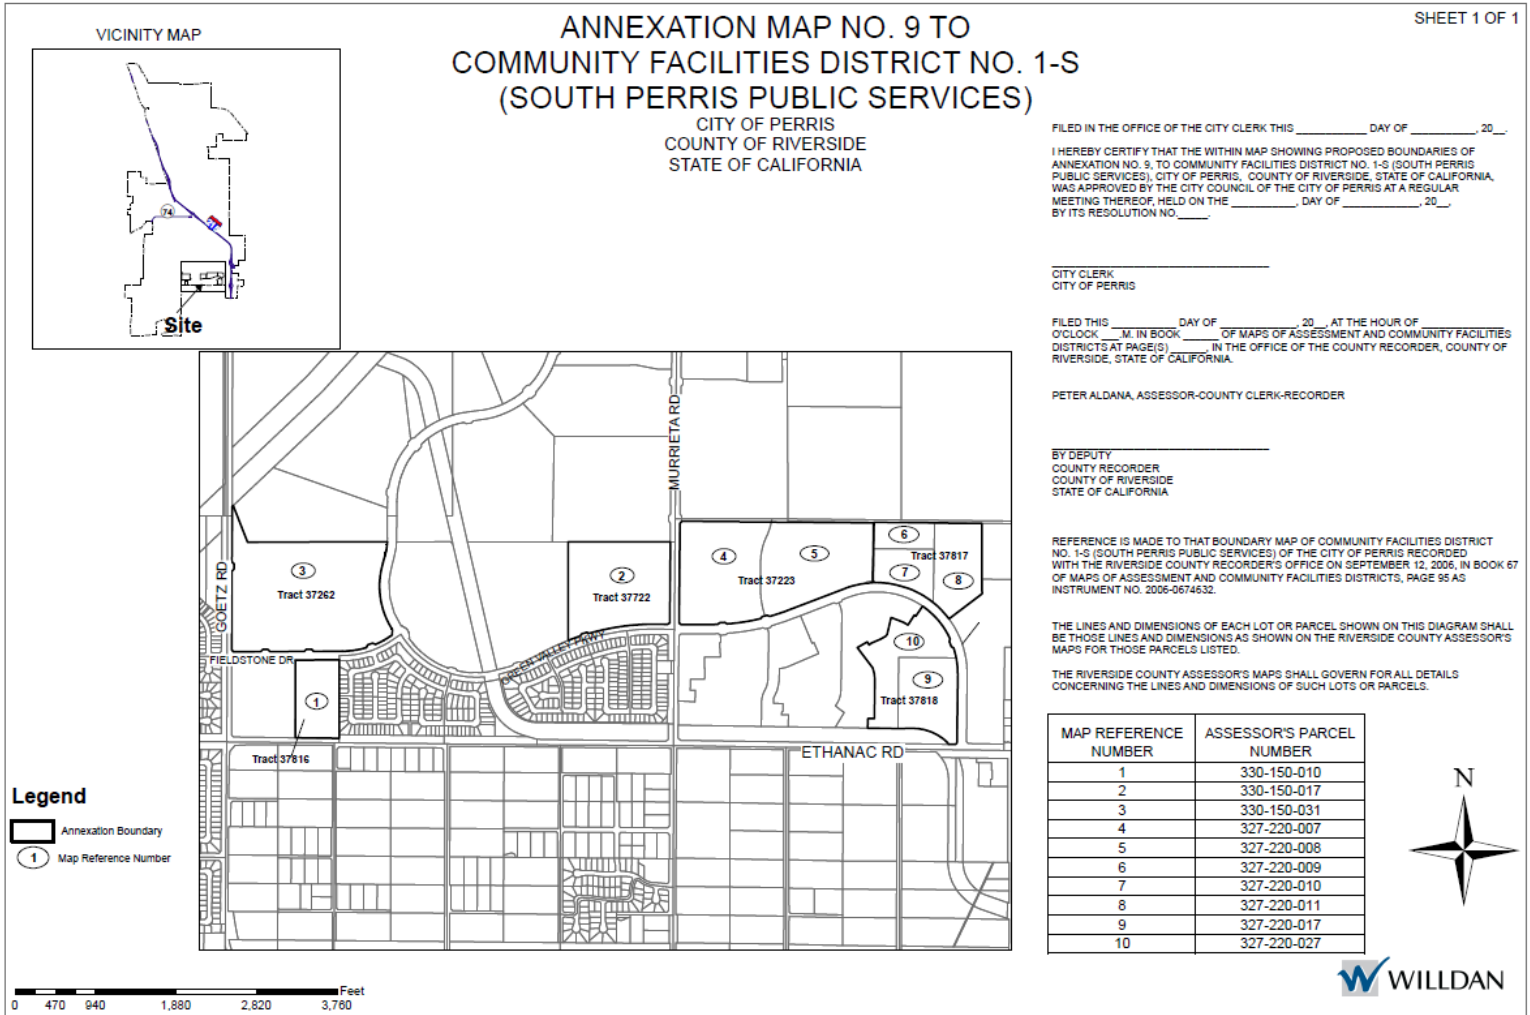 SHEET 1 OF 1
ANNEXATION MAP NO. 9 TO
COMMUNITY FACILITIES DISTRICT NO. 1-S
(SOUTH PERRIS PUBLIC SERVICES)
CITY OF PERRIS
COUNTY OF RIVERSIDE
STATE OF CALIFORNIA
VICINITY MAP
74
Site
FILED IN THE OFFICE OF THE CITY CLERK THIS ___________ DAY OF __________, 20__.
I HEREBY CERTIFY THAT THE WITHIN MAP SHOWING PROPOSED BOUNDARIES OF
ANNEXATION NO. 9, TO COMMUNITY FACILITIES DISTRICT NO. 1-S (SOUTH PERRIS
PUBLIC SERVICES), CITY OF PERRIS, COUNTY OF RIVERSIDE, STATE OF CALIFORNIA,
WAS APPROVED BY THE CITY COUNCIL OF THE CITY OF PERRIS AT A REGULAR
MEETING THEREOF, HELD ON THE __________, DAY OF ____________, 20__,
BY ITS RESOLUTION NO._____.
CITY CLERK
CITY OF PERRIS
FILED THIS __________ DAY OF ____________, 20__, AT THE HOUR OF _____________
O'CLOCK ___.M. IN BOOK ______ OF MAPS OF ASSESSMENT AND COMMUNITY FACILITIES
DISTRICTS AT PAGE(S) ______, IN THE OFFICE OF THE COUNTY RECORDER, COUNTY OF
RIVERSIDE, STATE OF CALIFORNIA.
PETER ALDANA, ASSESSOR-COUNTY CLERK-RECORDER
BY DEPUTY
COUNTY RECORDER
COUNTY OF RIVERSIDE
STATE OF CALIFORNIA
REFERENCE IS MADE TO THAT BOUNDARY MAP OF COMMUNITY FACILITIES DISTRICT
NO. 1-S (SOUTH PERRIS PUBLIC SERVICES) OF THE CITY OF PERRIS RECORDED
WITH THE RIVERSIDE COUNTY RECORDER'S OFFICE ON SEPTEMBER 12, 2006, IN BOOK 67
OF MAPS OF ASSESSMENT AND COMMUNITY FACILITIES DISTRICTS, PAGE 95 AS
INSTRUMENT NO. 2006-0674632.
THE LINES AND DIMENSIONS OF EACH LOT OR PARCEL SHOWN ON THIS DIAGRAM SHALL
BE THOSE LINES AND DIMENSIONS AS SHOWN ON THE RIVERSIDE COUNTY ASSESSOR'S
MAPS FOR THOSE PARCELS LISTED.
THE RIVERSIDE COUNTY ASSESSOR'S MAPS SHALL GOVERN FOR ALL DETAILS
CONCERNING THE LINES AND DIMENSIONS OF SUCH LOTS OR PARCELS.
MURRIETA RD
GOETZ RD
3
Tract 37262
2
Tract 37722
4
5
Tract 37223
6
Tract 37817
7
8
10
9
Tract 37818
GREEN VALLEY PKWY
FIELDSTONE DR
1
Tract 37816
ETHANAC RD
MAP REFERENCE NUMBER ASSESSOR'S PARCEL NUMBER
1 330-150-010
2 330-150-017
3 330-150-031
4 327-220-007
5 327-220-008
6 327-220-009
7 327-220-010
8 327-220-011
9 327-220-017
10 327-220-027
N
Legend
Annexation Boundary
1 Map Reference Number
Feet
0 470 940 1,880 2,820 3,760
WILLDAN